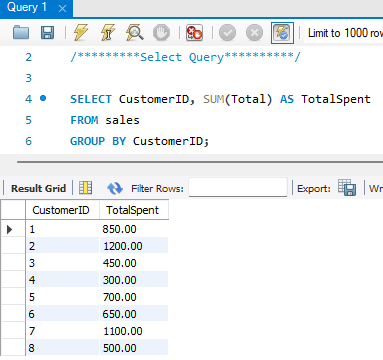 Query 1
Limit to 1000 row
2 /*********Select Query**********/
3
4 SELECT CustomerID, SUM(Total) AS TotalSpent
5 FROM sales
6 GROUP BY CustomerID;
Result Grid Filter Rows: Export: Wr
CustomerID TotalSpent
1 850.00
2 1200.00
3 450.00
4 300.00
5 700.00
6 650.00
7 1100.00
8 500.00